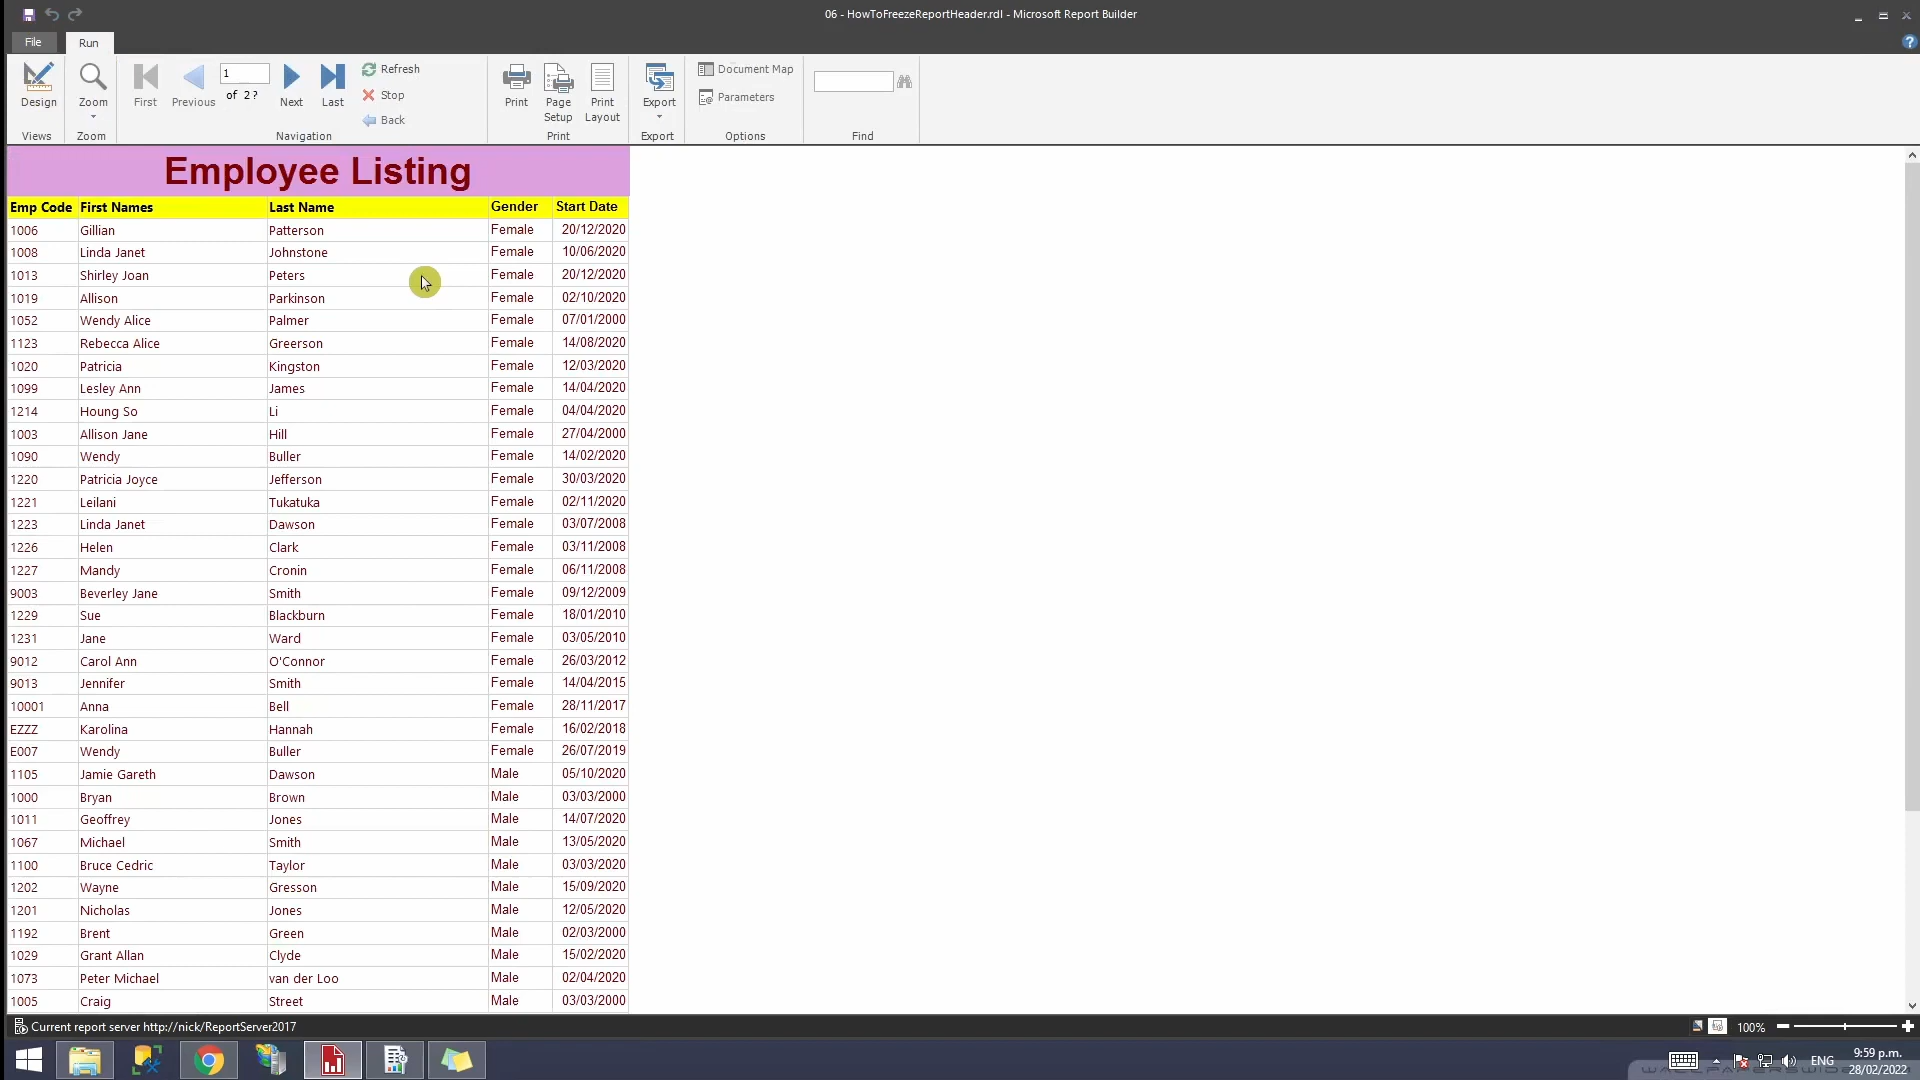 06 - HowToFreezeReportHeader.rdl - Microsoft Report Builder
File Run
Design Zoom First Previous 1 of 2? Next Last Refresh Stop Back Print Page Setup Print Layout Export Document Map Parameters
Views Zoom Navigation Print Export Options Find
Employee Listing
Emp Code First Names Last Name Gender Start Date
1006 Gillian Patterson Female 20/12/2020
1008 Linda Janet Johnstone Female 10/06/2020
1013 Shirley Joan Peters Female 20/12/2020
1019 Allison Parkinson Female 02/10/2020
1052 Wendy Alice Palmer Female 07/01/2000
1123 Rebecca Alice Greerson Female 14/08/2020
1020 Patricia Kingston Female 12/03/2020
1099 Lesley Ann James Female 14/04/2020
1214 Houng So Li Female 04/04/2020
1003 Allison Jane Hill Female 27/04/2000
1090 Wendy Buller Female 14/02/2020
1220 Patricia Joyce Jefferson Female 30/03/2020
1221 Leilani Tukatuka Female 02/11/2020
1223 Linda Janet Dawson Female 03/07/2008
1226 Helen Clark Female 03/11/2008
1227 Mandy Cronin Female 06/11/2008
9003 Beverley Jane Smith Female 09/12/2009
1229 Sue Blackburn Female 18/01/2010
1231 Jane Ward Female 03/05/2010
9012 Carol Ann O'Connor Female 26/03/2012
9013 Jennifer Smith Female 14/04/2015
10001 Anna Bell Female 28/11/2017
EZZZ Karolina Hannah Female 16/02/2018
E007 Wendy Buller Female 26/07/2019
1105 Jamie Gareth Dawson Male 05/10/2020
1000 Bryan Brown Male 03/03/2000
1011 Geoffrey Jones Male 14/07/2020
1067 Michael Smith Male 13/05/2020
1100 Bruce Cedric Taylor Male 03/03/2020
1202 Wayne Gresson Male 15/09/2020
1201 Nicholas Jones Male 12/05/2020
1192 Brent Green Male 02/03/2000
1029 Grant Allan Clyde Male 15/02/2020
1073 Peter Michael van der Loo Male 02/04/2020
1005 Craig Street Male 03/03/2000
Current report server http://nick/ReportServer2017 100%
ENG 9:59 p.m.
28/02/2022